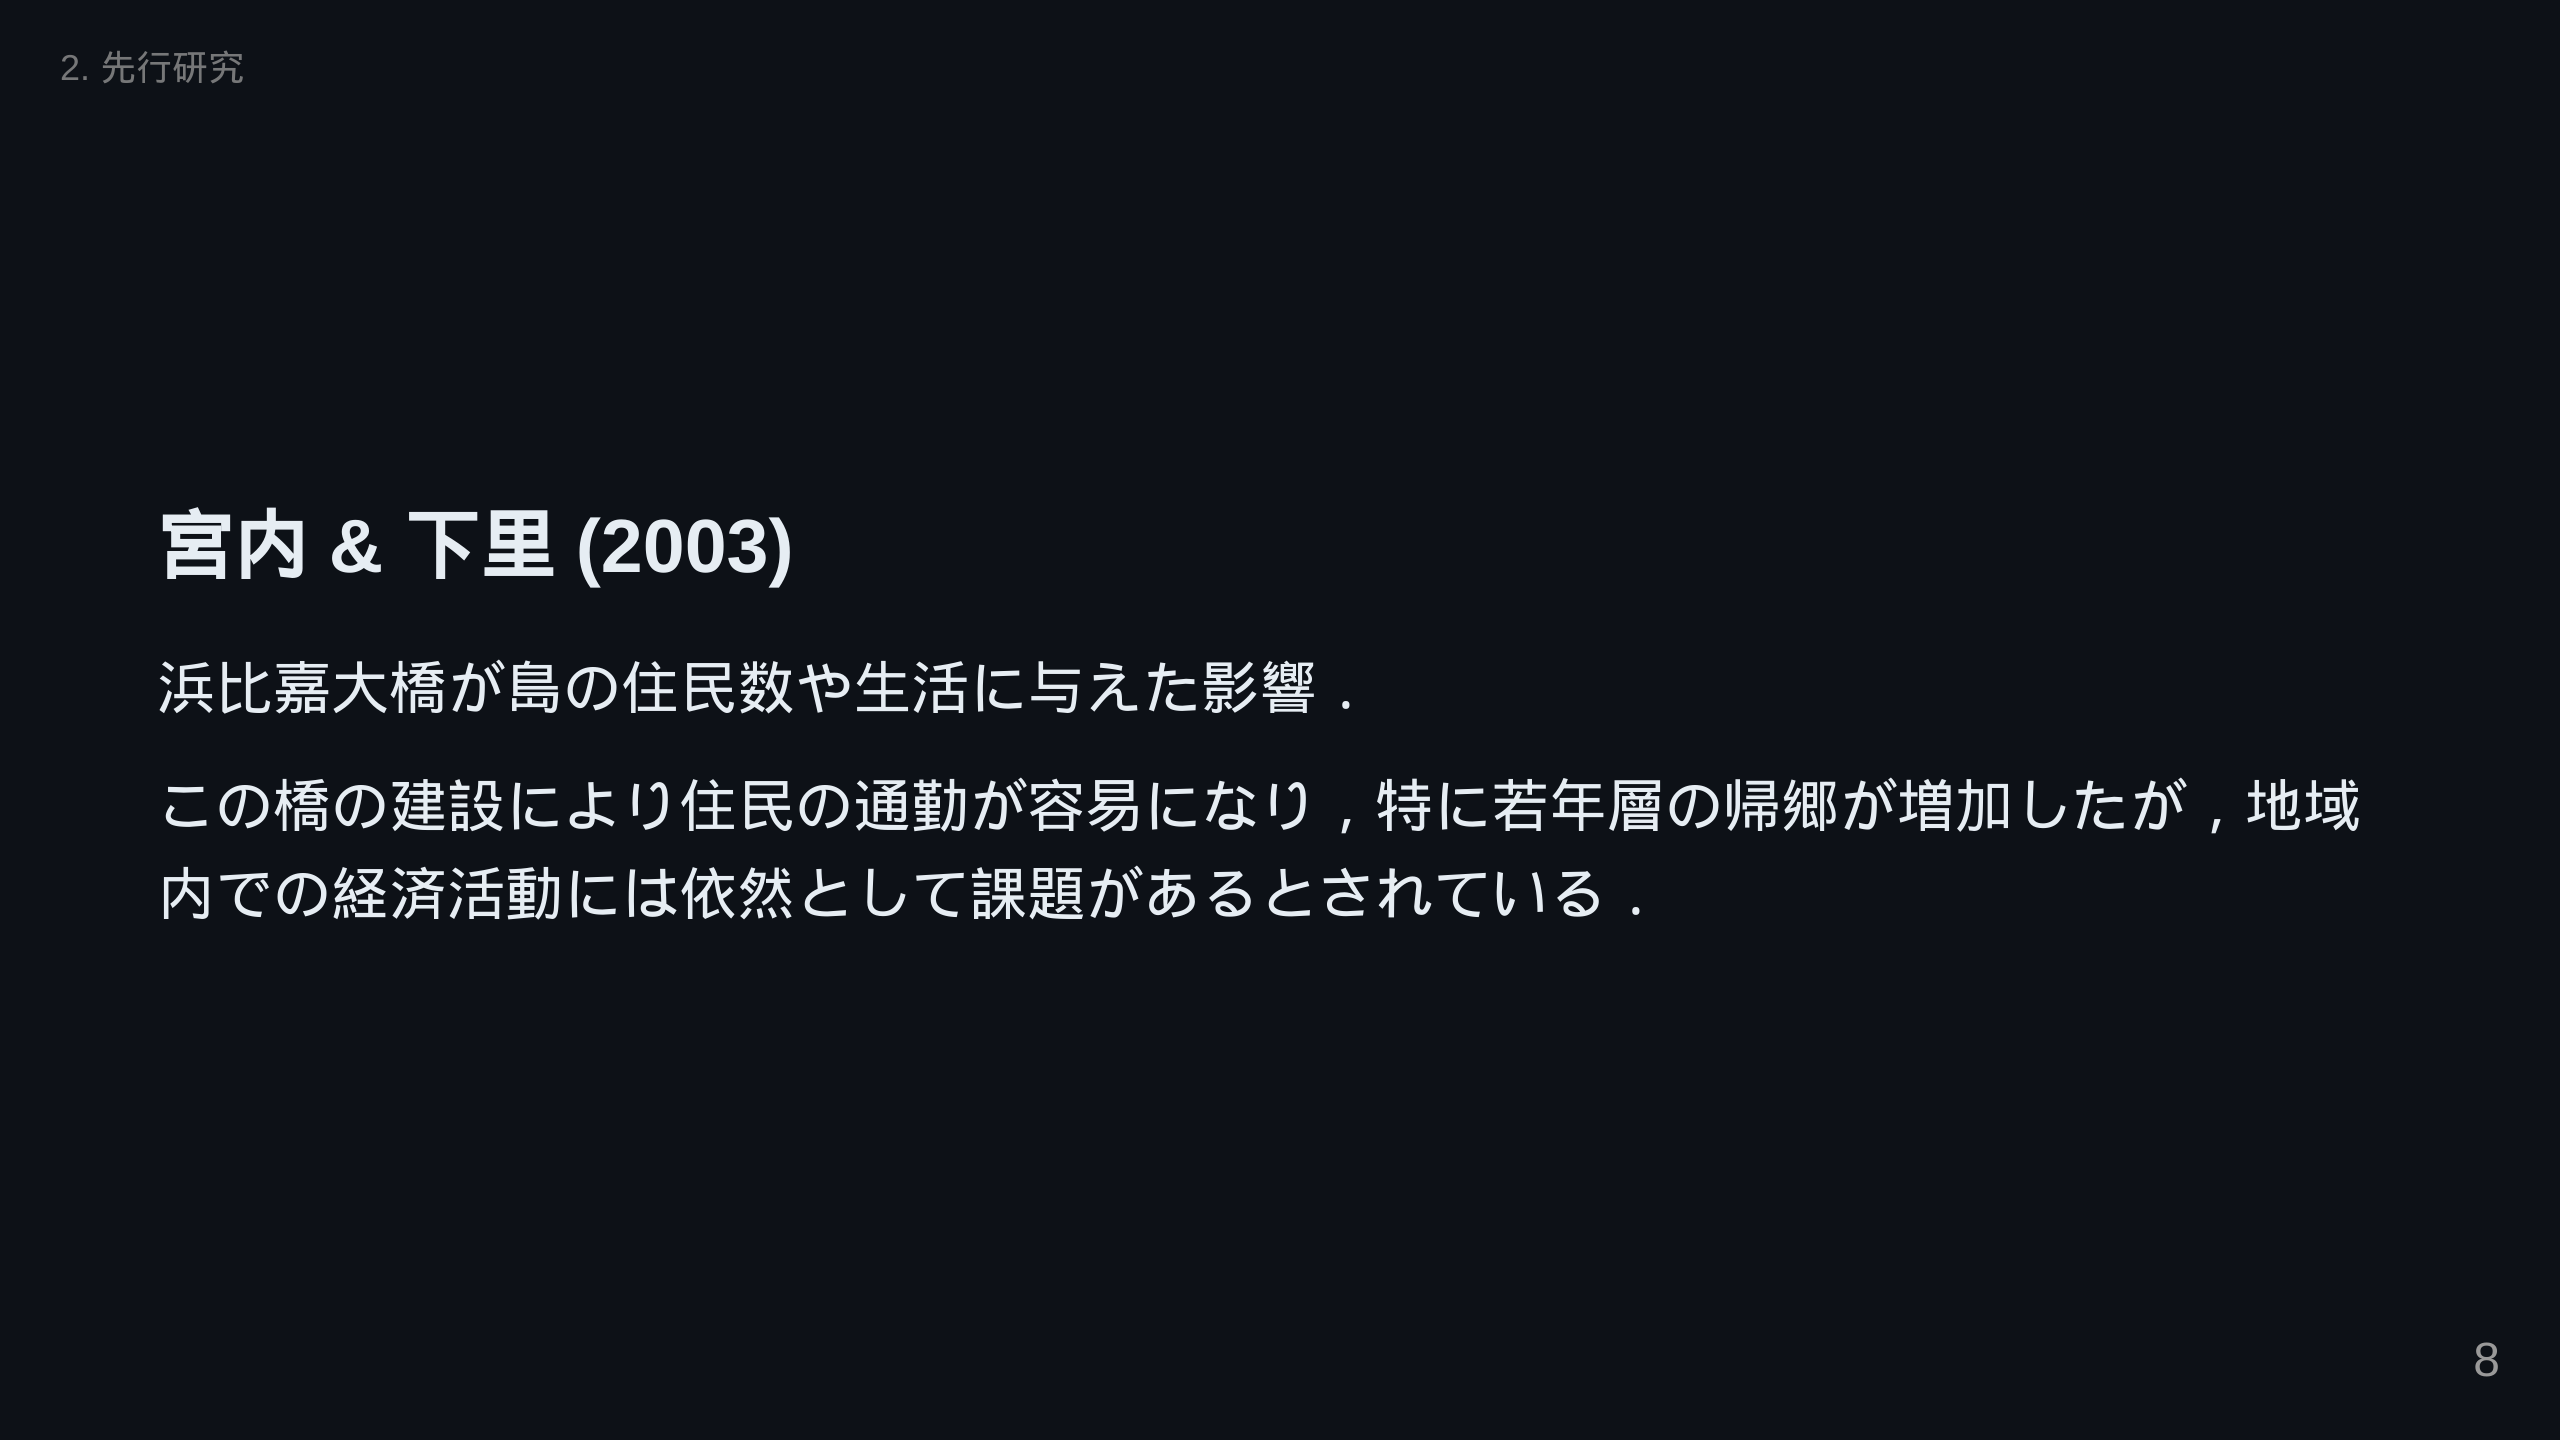 2. 先行研究
宮内 & 下里 (2003)
浜比嘉大橋が島の住民数や生活に与えた影響．
この橋の建設により住民の通勤が容易になり，特に若年層の帰郷が増加したが，地域
内での経済活動には依然として課題があるとされている．
8